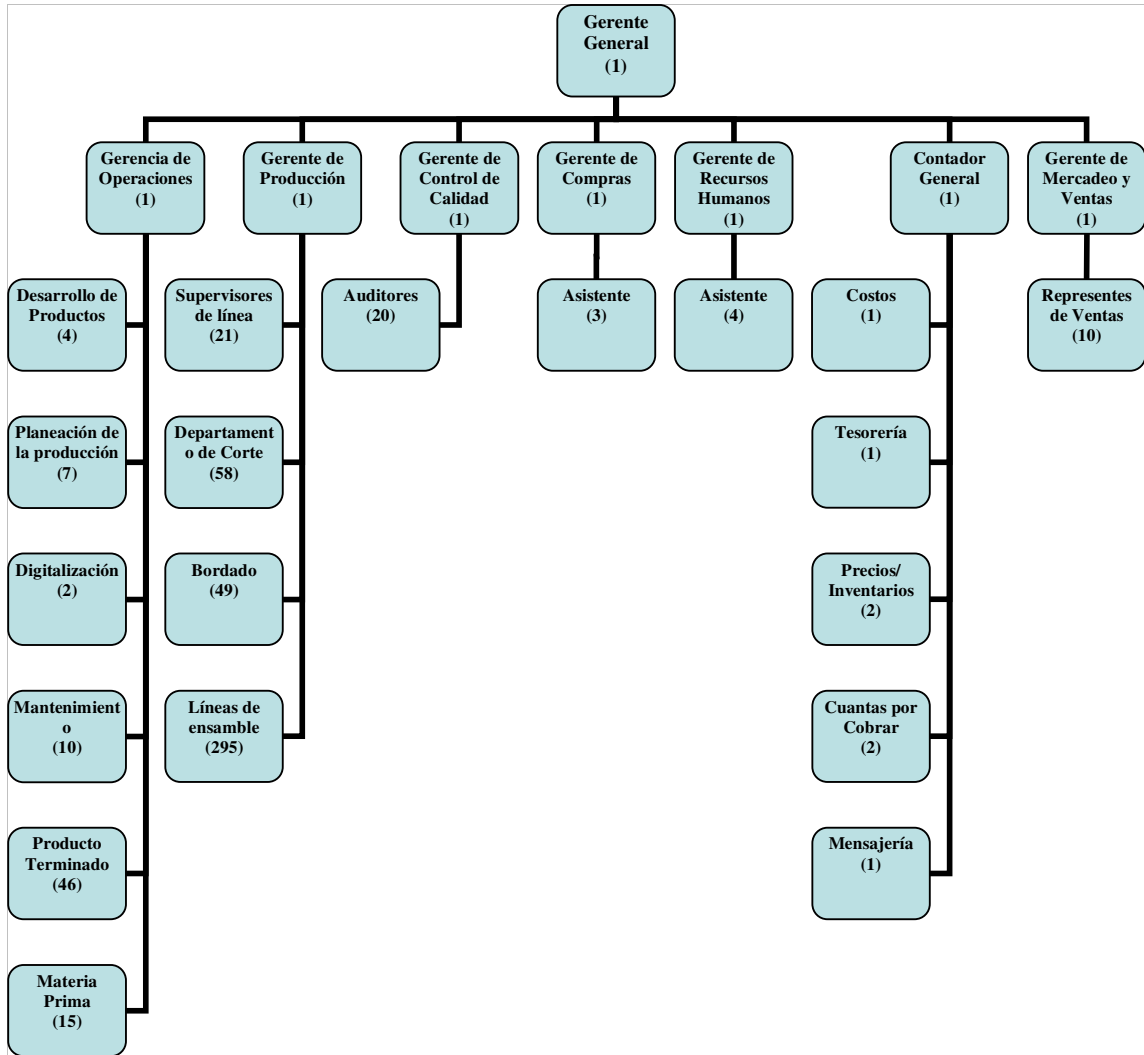 Gerente
General
(1)
Gerencia de
Operaciones
(1)
Gerente de
Producción
(1)
Gerente de
Control de
Calidad
(1)
Gerente de
Compras
(1)
Gerente de
Recursos
Humanos
(1)
Contador
General
(1)
Gerente de
Mercadeo y
Ventas
(1)
Desarrollo de
Productos
(4)
Supervisores
de línea
(21)
Auditores
(20)
Asistente
(3)
Asistente
(4)
Costos
(1)
Representes
de Ventas
(10)
Planeación de
la producción
(7)
Departament
o de Corte
(58)
Tesorería
(1)
Digitalización
(2)
Bordado
(49)
Precios/
Inventarios
(2)
Mantenimient
o
(10)
Líneas de
ensamble
(295)
Cuantas por
Cobrar
(2)
Producto
Terminado
(46)
Mensajería
(1)
Materia
Prima
(15)